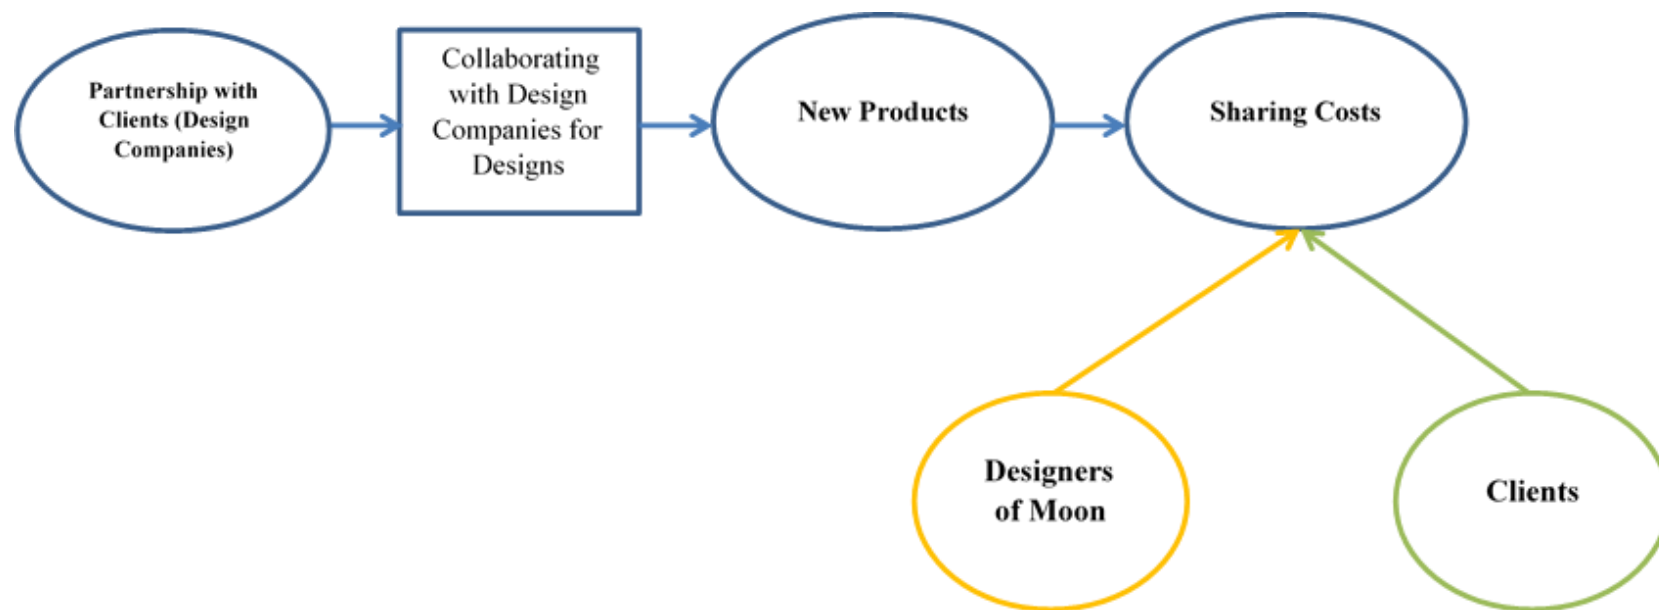 Partnership with
Clients (Design
Companies)
Collaborating
with Design
Companies for
Designs
New Products
Sharing Costs
Designers
of Moon
Clients